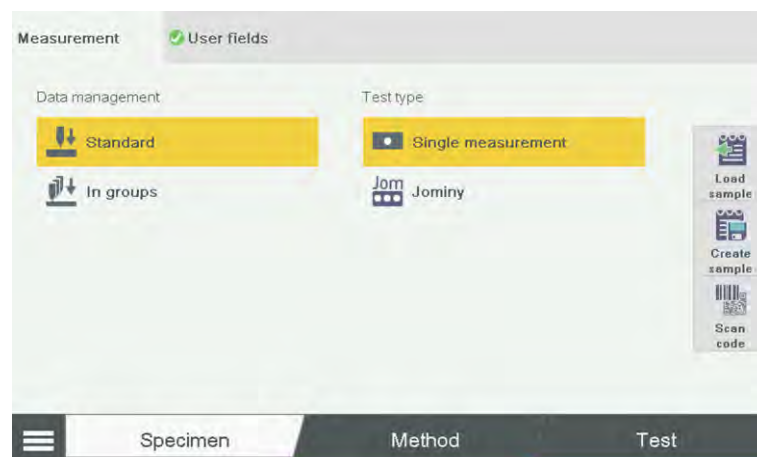 Measurement
User fields
Data management
Test type
Standard
Single measurement
In groups
Jom
Jominy
Load
sample
Create
sample
Scan
code
Specimen
Method
Test